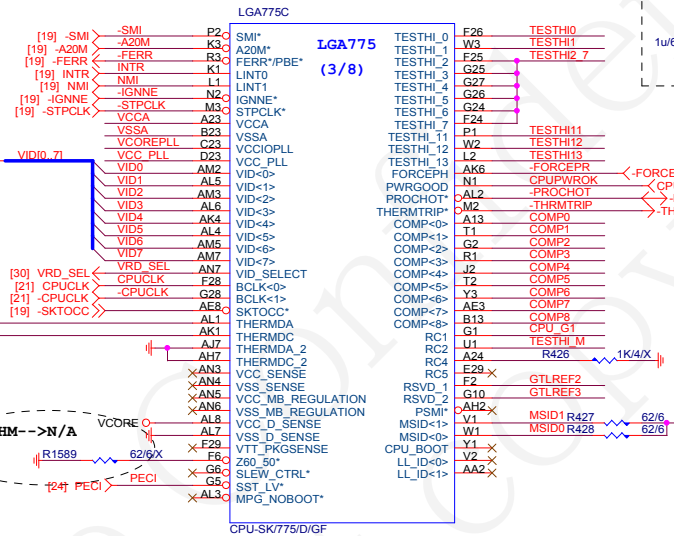 LGA775C
LGA775
(3/8)
[19] -SMI -SMI P2 SMI*
[19] -A20M -A20M K3 A20M*
[19] -FERR -FERR R3 FERR*/PBE*
[19] INTR INTR K1 LINT0
[19] NMI NMI L1 LINT1
[19] -IGNNE -IGNNE N2 IGNNE*
[19] -STPCLK -STPCLK M3 STPCLK*
VCCA A23 VCCA
VSSA B23 VSSA
VCOREPLL C23 VCCIOPLL
VCC_PLL D23 VCC_PLL
VID[0..7]
VID0 AM2 VID<0>
VID1 AL5 VID<1>
VID2 AM3 VID<2>
VID3 AL6 VID<3>
VID4 AK4 VID<4>
VID5 AL4 VID<5>
VID6 AM5 VID<6>
VID7 AM7 VID<7>
[30] VRD_SEL VRD_SEL AN7 VID_SELECT
[21] CPUCLK CPUCLK F28 BCLK<0>
[21] -CPUCLK -CPUCLK G28 BCLK<1>
[19] -SKTOCC AE8 SKTOCC*
AL1 THERMDA
AK1 THERMDC
AJ7 THERMDA_2
AH7 THERMDC_2
AN3 VCC_SENSE
AN4 VSS_SENSE
AN5 VCC_MB_REGULATION
AN6 VSS_MB_REGULATION
HM-->N/A
VCORE AL8 VCC_D_SENSE
AL7 VSS_D_SENSE
F29 VTT_PKGSENSE
R1589 62/6/X F6 Z60_50*
G6 SLEW_CTRL*
[24] PECI PECI G5 SST_LV*
AL3 MPG_NOBOOT*
CPU-SK/775/D/GF
TESTHI_0 F26 TESTHI0
TESTHI_1 W3 TESTHI1
TESTHI_2 F25 TESTHI2_7
TESTHI_3 G25
TESTHI_4 G27
TESTHI_5 G26
TESTHI_6 G24
TESTHI_7 F24
TESTHI_11 P1 TESTHI11
TESTHI_12 W2 TESTHI12
TESTHI_13 L2 TESTHI13
FORCEPH AK6 -FORCEPR -FORCE
PWRGOOD N1 CPUPWROK CP
PROCHOT* AL2 -PROCHOT
THERMTRIP* M2 -THRMTRIP -TH
COMP<0> A13 COMP0
COMP<1> T1 COMP1
COMP<2> G2 COMP2
COMP<3> R1 COMP3
COMP<4> J2 COMP4
COMP<5> T2 COMP5
COMP<6> Y3 COMP6
COMP<7> AE3 COMP7
COMP<8> B13 COMP8
RC1 G1 CPU_G1
RC2 U1 TESTHI_M
RC4 A24 R426 1K/4/X
RC5 E29
RSVD_1 F2 GTLREF2
RSVD_2 G10 GTLREF3
PSMI* AH2
MSID<1> V1 MSID1 R427 62/6
MSID<0> W1 MSID0 R428 62/6
CPU_BOOT Y1
LL_ID<0> V2
LL_ID<1> AA2
1u/6